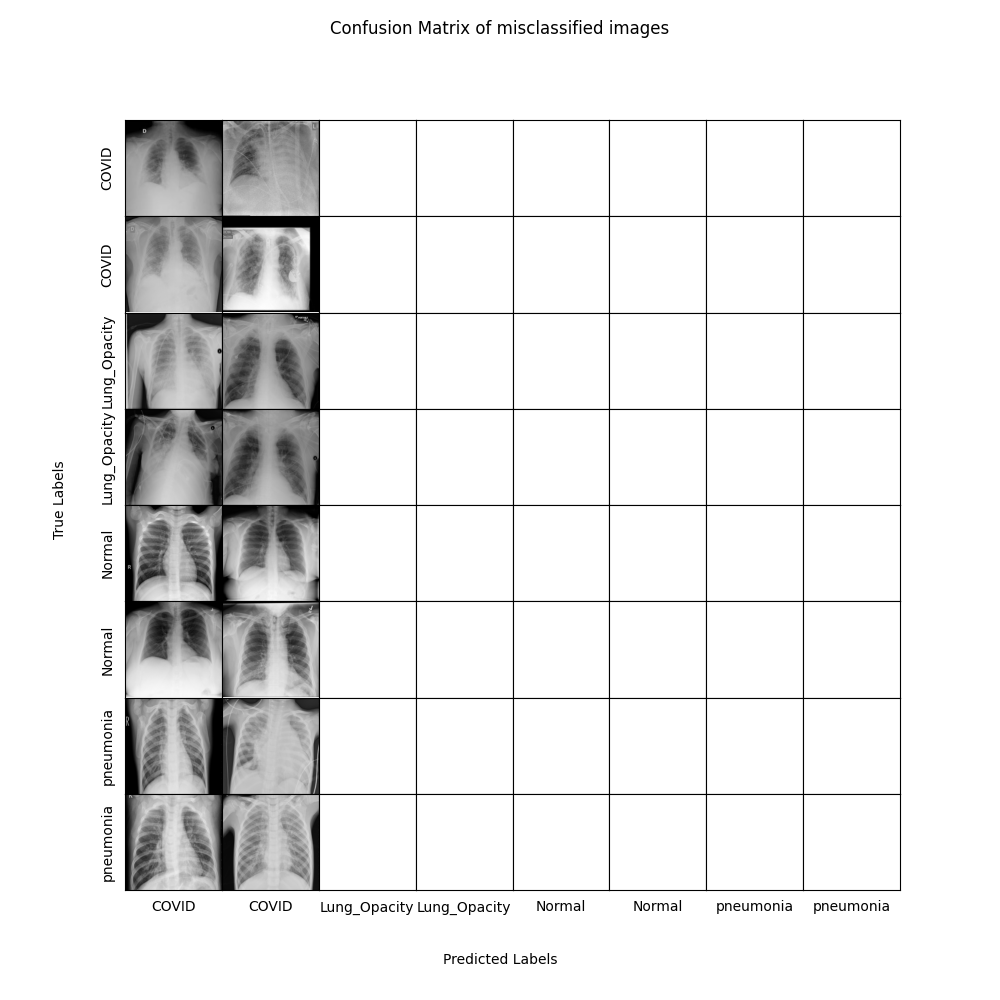 Confusion Matrix of misclassified images
True Labels
COVID
COVID
Lung_Opacity
Lung_Opacity
Normal
Normal
pneumonia
pneumonia
COVID COVID Lung_Opacity Lung_Opacity Normal Normal pneumonia pneumonia
Predicted Labels